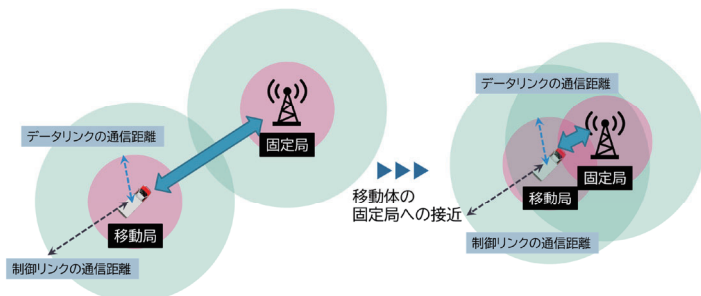 データリンクの通信距離
固定局
移動局
制御リンクの通信距離
移動体の
固定局への接近
データリンクの通信距離
固定局
移動局
制御リンクの通信距離